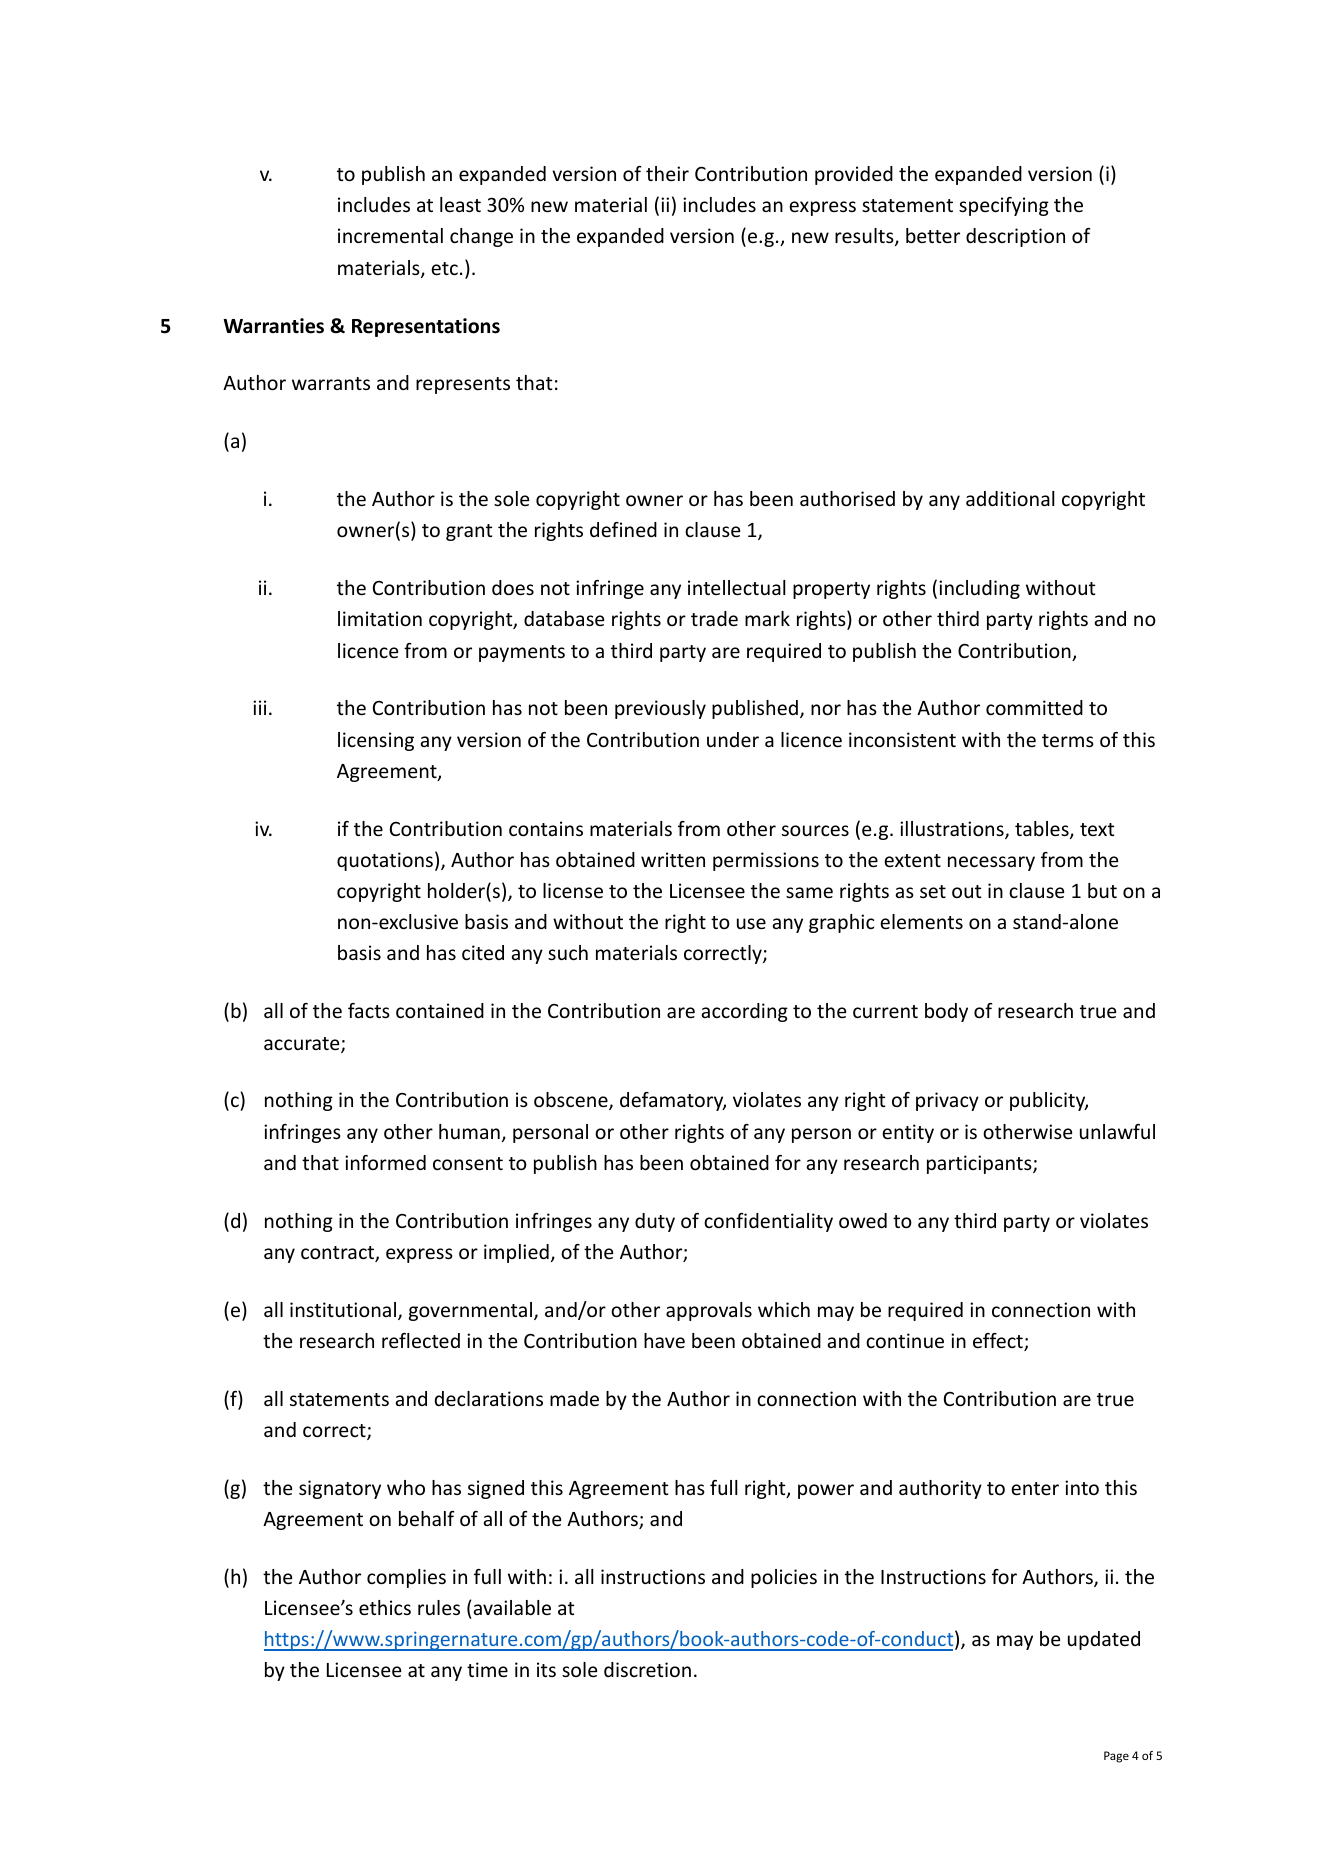 v. to publish an expanded version of their Contribution provided the expanded version (i)
includes at least 30% new material (ii) includes an express statement specifying the
incremental change in the expanded version (e.g., new results, better description of
materials, etc.).
5 Warranties & Representations
Author warrants and represents that:
(a)
i. the Author is the sole copyright owner or has been authorised by any additional copyright
owner(s) to grant the rights defined in clause 1,
ii. the Contribution does not infringe any intellectual property rights (including without
limitation copyright, database rights or trade mark rights) or other third party rights and no
licence from or payments to a third party are required to publish the Contribution,
iii. the Contribution has not been previously published, nor has the Author committed to
licensing any version of the Contribution under a licence inconsistent with the terms of this
Agreement,
iv. if the Contribution contains materials from other sources (e.g. illustrations, tables, text
quotations), Author has obtained written permissions to the extent necessary from the
copyright holder(s), to license to the Licensee the same rights as set out in clause 1 but on a
non-exclusive basis and without the right to use any graphic elements on a stand-alone
basis and has cited any such materials correctly;
(b) all of the facts contained in the Contribution are according to the current body of research true and
accurate;
(c) nothing in the Contribution is obscene, defamatory, violates any right of privacy or publicity,
infringes any other human, personal or other rights of any person or entity or is otherwise unlawful
and that informed consent to publish has been obtained for any research participants;
(d) nothing in the Contribution infringes any duty of confidentiality owed to any third party or violates
any contract, express or implied, of the Author;
(e) all institutional, governmental, and/or other approvals which may be required in connection with
the research reflected in the Contribution have been obtained and continue in effect;
(f) all statements and declarations made by the Author in connection with the Contribution are true
and correct;
(g) the signatory who has signed this Agreement has full right, power and authority to enter into this
Agreement on behalf of all of the Authors; and
(h) the Author complies in full with: i. all instructions and policies in the Instructions for Authors, ii. the
Licensee’s ethics rules (available at
https://www.springernature.com/gp/authors/book-authors-code-of-conduct), as may be updated
by the Licensee at any time in its sole discretion.
Page 4 of 5